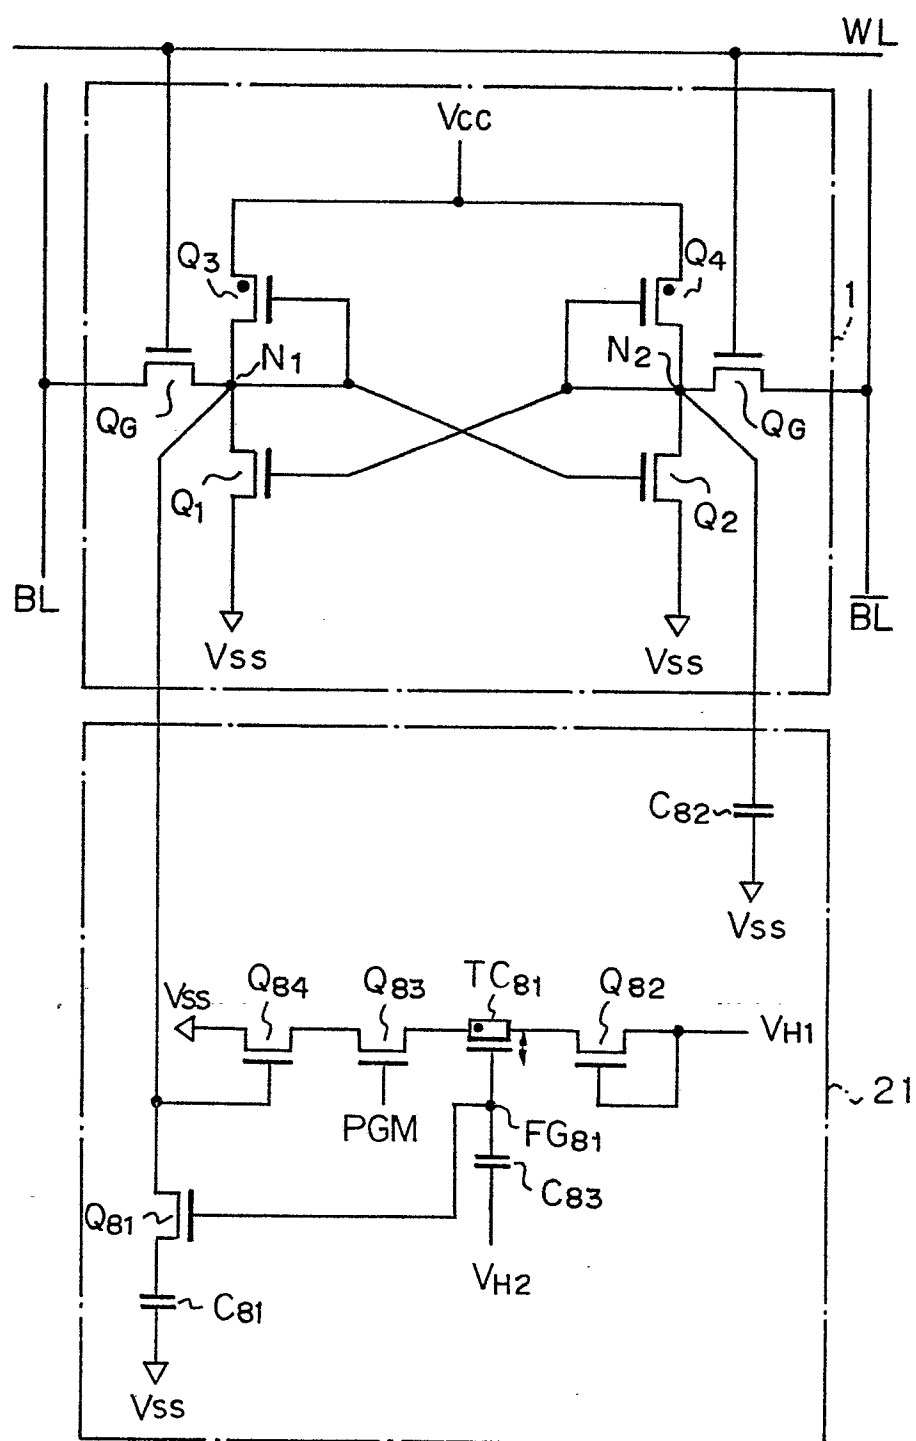 WL
Vcc
Q3
Q4
1
N1
N2
QG
QG
Q1
Q2
BL
B̅L̅
Vss
Vss
C82
Vss
Vss
Q84
Q83
TC81
Q82
VH1
21
PGM
FG81
C83
Q81
VH2
C81
Vss